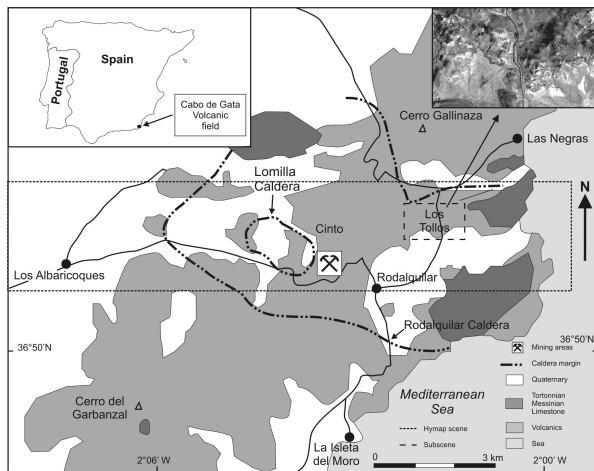 Spain
Portugal
Cabo de Gata
Volcanic
field
Cerro Gallinaza
Las Negras
Lomilla
Caldera
Los
Tollos
Cinto
N
Los Albaricoques
Rodalquilar
Rodalquilar Caldera
36°50'N
36°50'N
Mining areas
Caldera margin
Quaternary
Tortonnian
Messinian
Limestone
Volcanics
Sea
Mediterranean
Sea
Hymap scene
Subscene
Cerro del
Garbanzal
La Isleta
del Moro
0
3 km
2°06' W
2°00' W